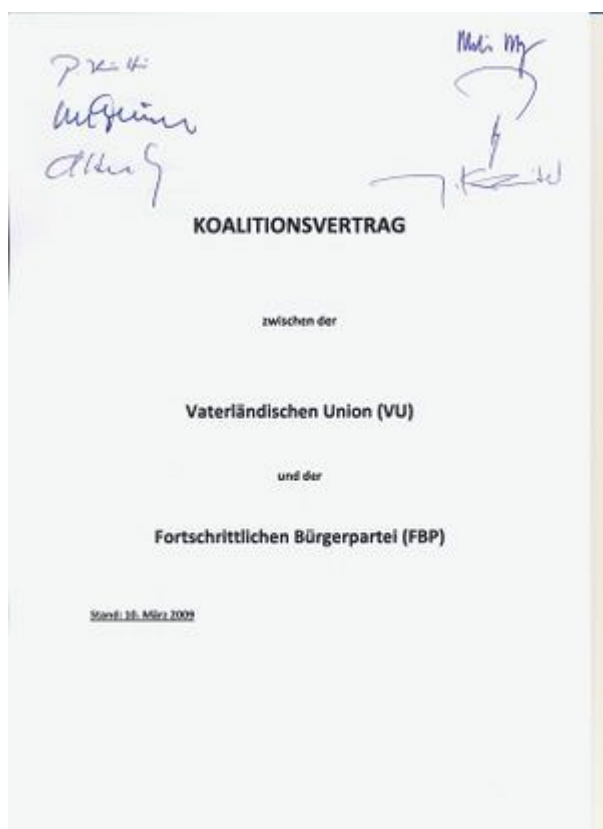 KOALITIONSVERTRAG
zwischen der
Vaterländischen Union (VU)
und der
Fortschrittlichen Bürgerpartei (FBP)
Stand: 10. März 2009